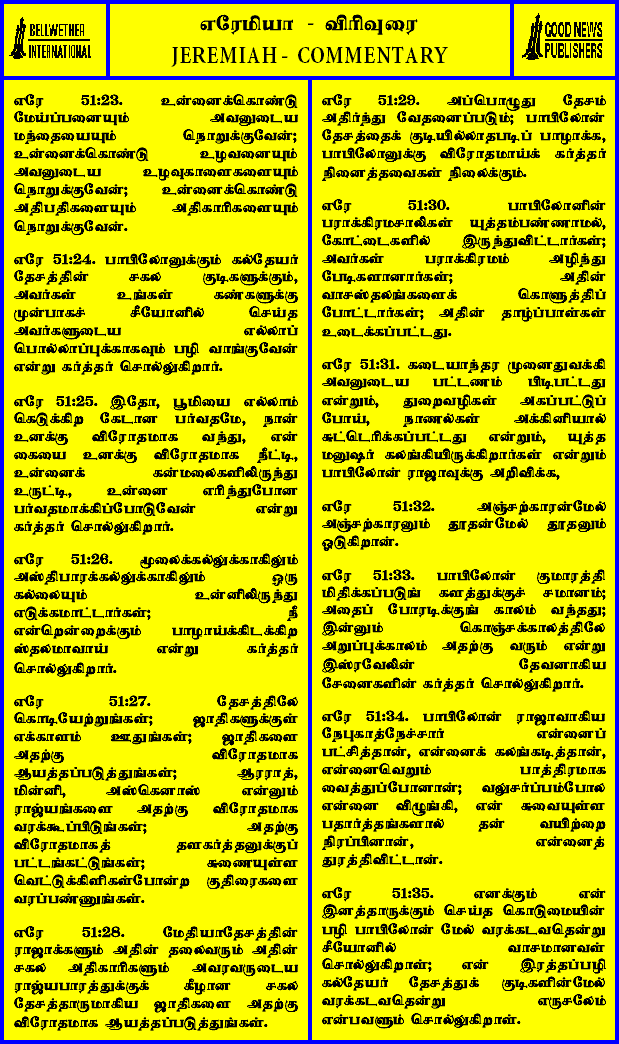 BELLWETHER
INTERNATIONAL
எரேமியா - விரிவுரை
JEREMIAH - COMMENTARY
GOOD NEWS
PUBLISHERS
எரே 51:23. உன்னைக்கொண்டு
மேய்ப்பனையும் அவனுடைய
மந்தையையும் நொறுக்குவேன்;
உன்னைக்கொண்டு உழவனையும்
அவனுடைய உழவுகாளைகளையும்
நொறுக்குவேன்; உன்னைக்கொண்டு
அதிபதிகளையும் அதிகாரிகளையும்
நொறுக்குவேன்.
எரே 51:24. பாபிலோனுக்கும் கல்தேயர்
தேசத்தின் சகல குடிகளுக்கும்,
அவர்கள் உங்கள் கண்களுக்கு
முன்பாகச் சீயோனில் செய்த
அவர்களுடைய எல்லாப்
பொல்லாப்புக்காகவும் பழி வாங்குவேன்
என்று கர்த்தர் சொல்லுகிறார்.
எரே 51:25. இதோ, பூமியை எல்லாம்
கெடுக்கிற கேடான பர்வதமே, நான்
உனக்கு விரோதமாக வந்து, என்
கையை உனக்கு விரோதமாக நீட்டி,
உன்னைக் கன்மலைகளிலிருந்து
உருட்டி, உன்னை எரிந்துபோன
பர்வதமாக்கிப்போடுவேன் என்று
கர்த்தர் சொல்லுகிறார்.
எரே 51:26. மூலைக்கல்லுக்காகிலும்
அஸ்திபாரக்கல்லுக்காகிலும் ஒரு
கல்லையும் உன்னிலிருந்து
எடுக்கமாட்டார்கள்; நீ
என்றென்றைக்கும் பாழாய்க்கிடக்கிற
ஸ்தலமாவாய் என்று கர்த்தர்
சொல்லுகிறார்.
எரே 51:27. தேசத்திலே
கொடியேற்றுங்கள்; ஜாதிகளுக்குள்
எக்காளம் ஊதுங்கள்; ஜாதிகளை
அதற்கு விரோதமாக
ஆயத்தப்படுத்துங்கள்; ஆரராத்,
மின்னி, அஸ்கெனாஸ் என்னும்
ராஜ்யங்களை அதற்கு விரோதமாக
வரக்கூப்பிடுங்கள்; அதற்கு
விரோதமாகத் தளகர்த்தனுக்குப்
பட்டங்கட்டுங்கள்; சுணையுள்ள
வெட்டுக்கிளிகள்போன்ற குதிரைகளை
வரப்பண்ணுங்கள்.
எரே 51:28. மேதியாதேசத்தின்
ராஜாக்களும் அதின் தலைவரும் அதின்
சகல அதிகாரிகளும் அவரவருடைய
ராஜ்யபாரத்துக்குக் கீழான சகல
தேசத்தாருமாகிய ஜாதிகளை அதற்கு
விரோதமாக ஆயத்தப்படுத்துங்கள்.
எரே 51:29. அப்பொழுது தேசம்
அதிர்ந்து வேதனைப்படும்; பாபிலோன்
தேசத்தைக் குடியில்லாதபடிப் பாழாக்க,
பாபிலோனுக்கு விரோதமாய்க் கர்த்தர்
நினைத்தவைகள் நிலைக்கும்.
எரே 51:30. பாபிலோனின்
பராக்கிரமசாலிகள் யுத்தம்பண்ணாமல்,
கோட்டைகளில் இருந்துவிட்டார்கள்;
அவர்கள் பராக்கிரமம் அழிந்து
பேடிகளானார்கள்; அதின்
வாசஸ்தலங்களைக் கொளுத்திப்
போட்டார்கள்; அதின் தாழ்ப்பாள்கள்
உடைக்கப்பட்டது.
எரே 51:31. கடையாந்தர முனைதுவக்கி
அவனுடைய பட்டணம் பிடிபட்டது
என்றும், துறைவழிகள் அகப்பட்டுப்
போய், நாணல்கள் அக்கினியால்
சுட்டெரிக்கப்பட்டது என்றும், யுத்த
மனுஷர் கலங்கியிருக்கிறார்கள் என்றும்
பாபிலோன் ராஜாவுக்கு அறிவிக்க,
எரே 51:32. அஞ்சற்காரன்மேல்
அஞ்சற்காரனும் தூதன்மேல் தூதனும்
ஓடுகிறான்.
எரே 51:33. பாபிலோன் குமாரத்தி
மிதிக்கப்படுங் களத்துக்குச் சமானம்;
அதைப் போரடிக்குங் காலம் வந்தது;
இன்னும் கொஞ்சக்காலத்திலே
அறுப்புக்காலம் அதற்கு வரும் என்று
இஸ்ரவேலின் தேவனாகிய
சேனைகளின் கர்த்தர் சொல்லுகிறார்.
எரே 51:34. பாபிலோன் ராஜாவாகிய
நேபுகாத்நேச்சார் என்னைப்
பட்சித்தான், என்னைக் கலங்கடித்தான்,
என்னைவெறும் பாத்திரமாக
வைத்துப்போனான்; வலுசர்ப்பம்போல
என்னை விழுங்கி, என் சுவையுள்ள
பதார்த்தங்களால் தன் வயிற்றை
நிரப்பினான், என்னைத்
துரத்திவிட்டான்.
எரே 51:35. எனக்கும் என்
இனத்தாருக்கும் செய்த கொடுமையின்
பழி பாபிலோன் மேல் வரக்கடவதென்று
சீயோனில் வாசமானவள்
சொல்லுகிறாள்; என் இரத்தப்பழி
கல்தேயர் தேசத்துக் குடிகளின்மேல்
வரக்கடவதென்று எருசலேம்
என்பவளும் சொல்லுகிறாள்.